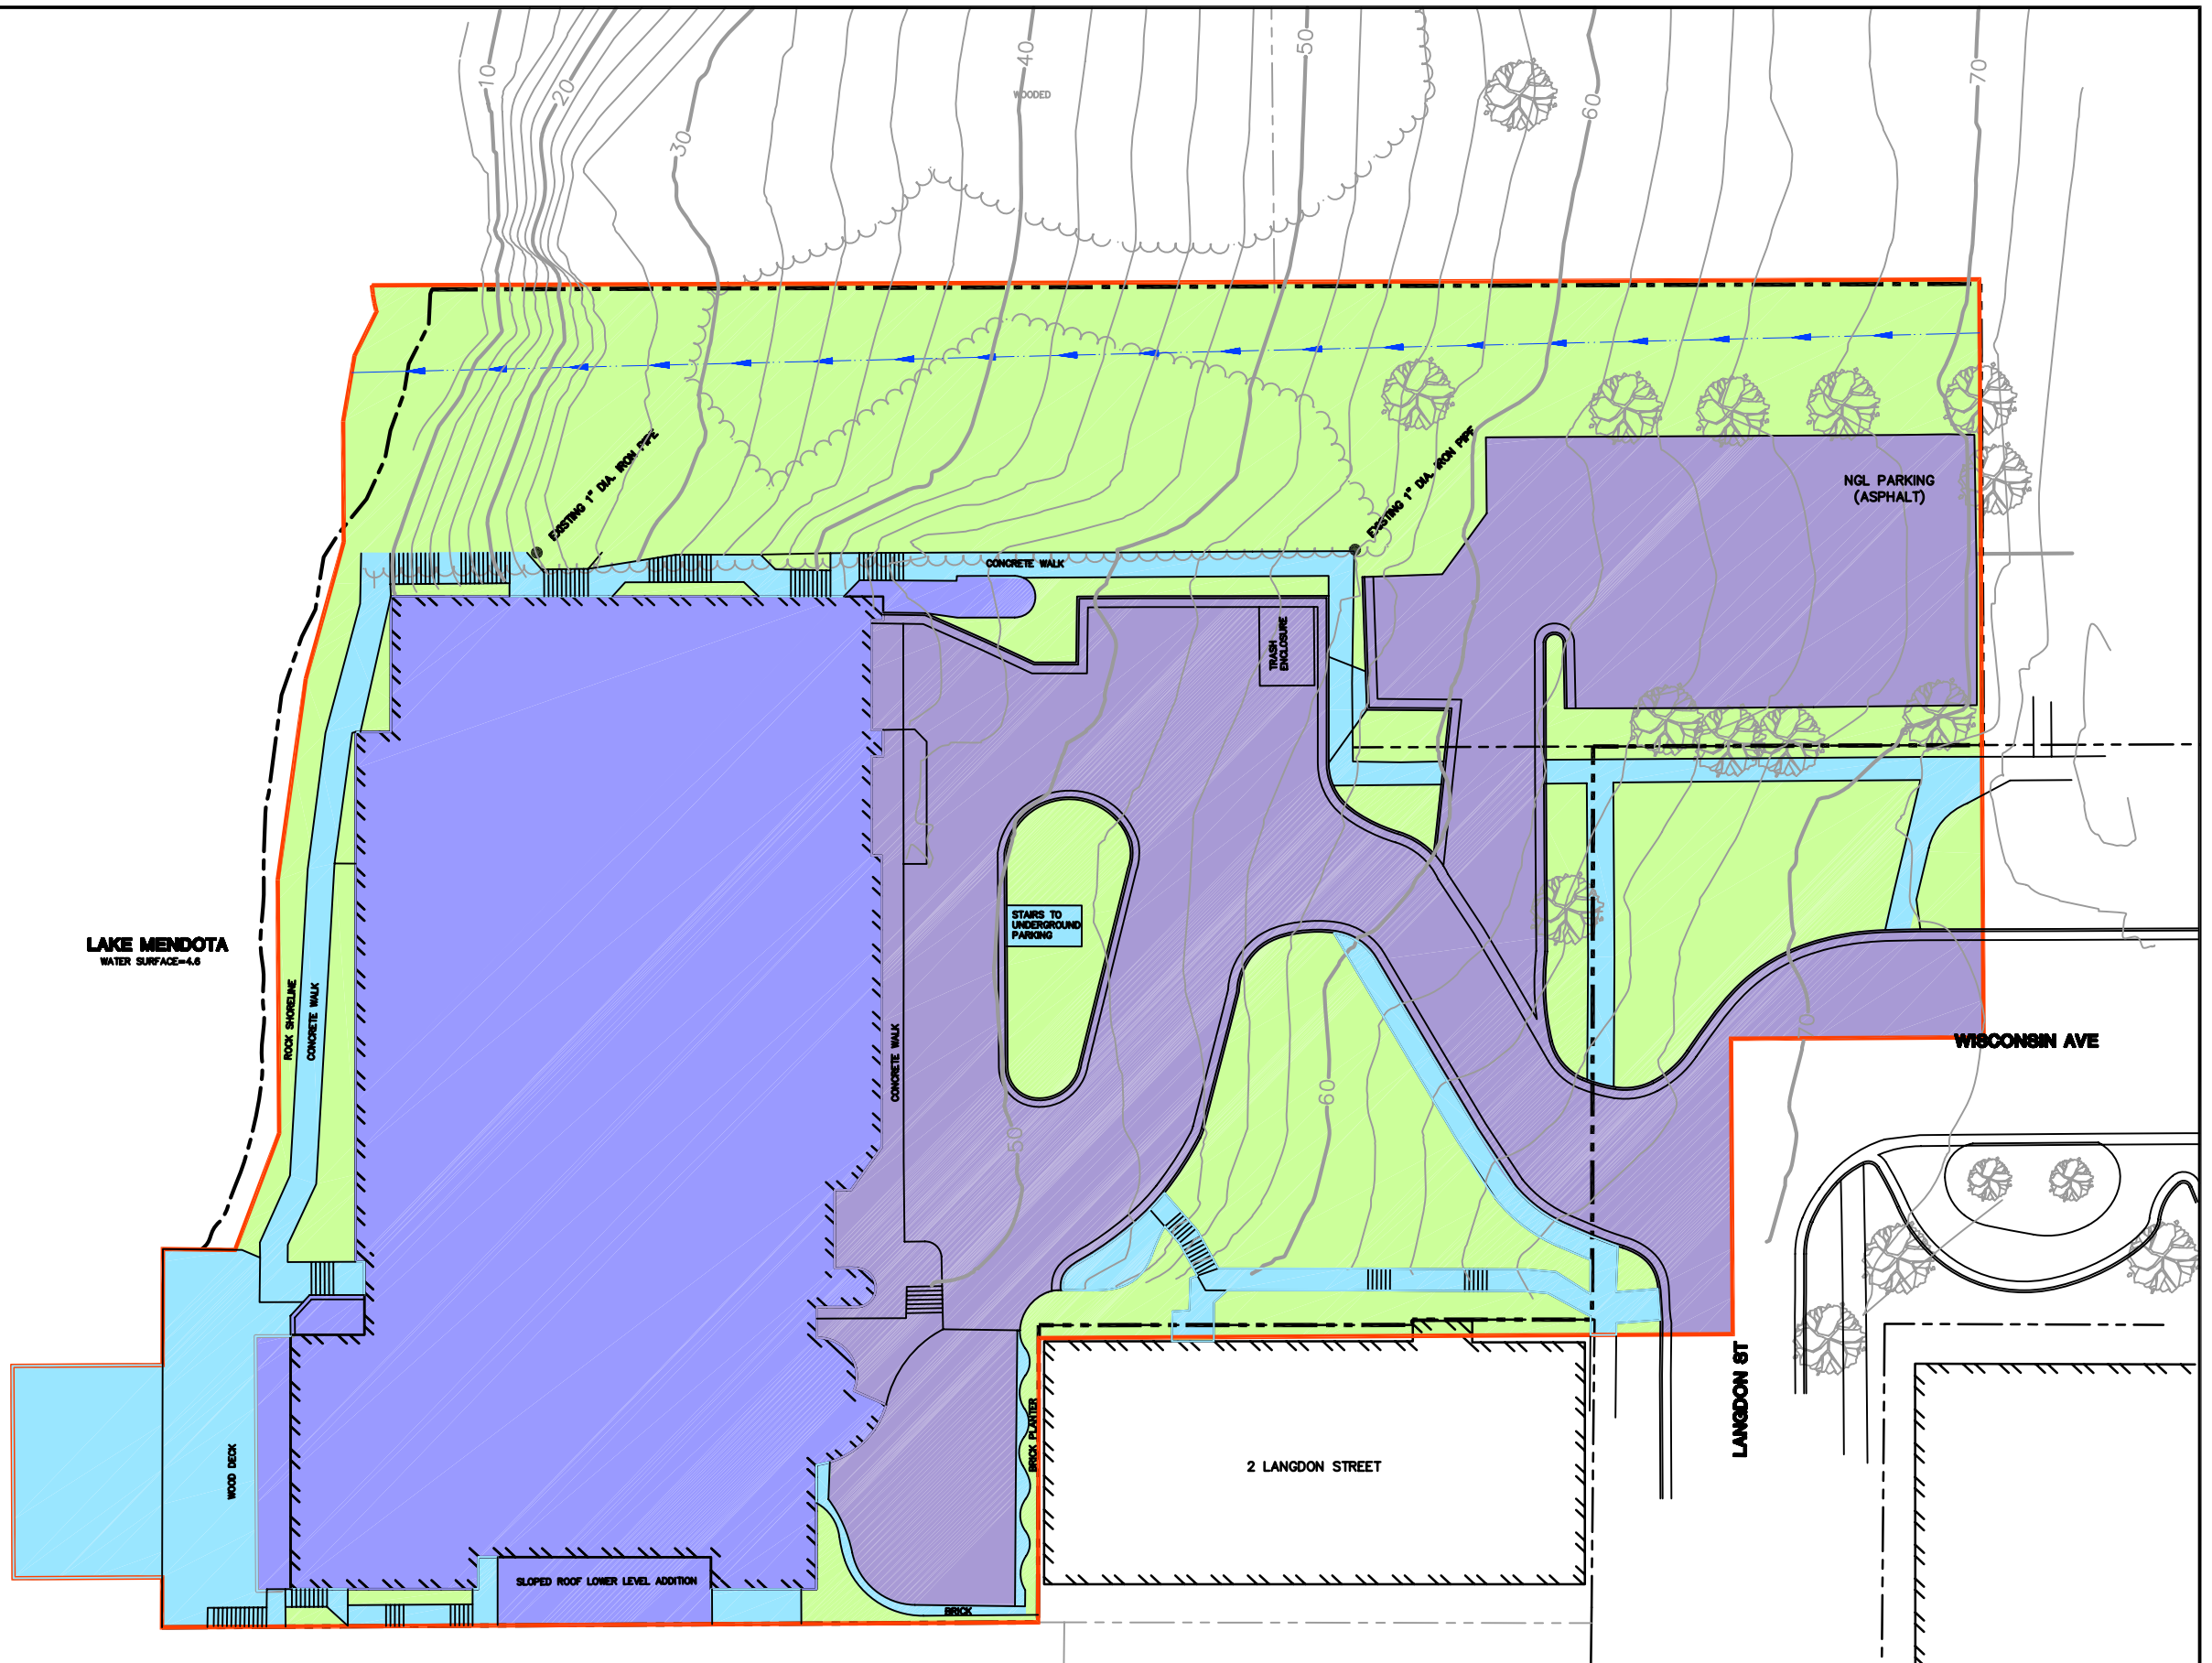 10
20
30
40
50
60
70
WOODED
EXISTING 1" DIA. IRON PIPE
EXISTING 1" DIA. IRON PIPE
NGL PARKING
(ASPHALT)
CONCRETE WALK
TRASH
ENCLOSURE
STAIRS TO
UNDERGROUND
PARKING
LAKE MENDOTA
WATER SURFACE=4.6
ROCK SHORELINE
CONCRETE WALK
CONCRETE WALK
70
WISCONSIN AVE
60
50
LANGDON ST
WOOD DECK
BRICK PLANTER
2 LANGDON STREET
SLOPED ROOF LOWER LEVEL ADDITION
BRICK